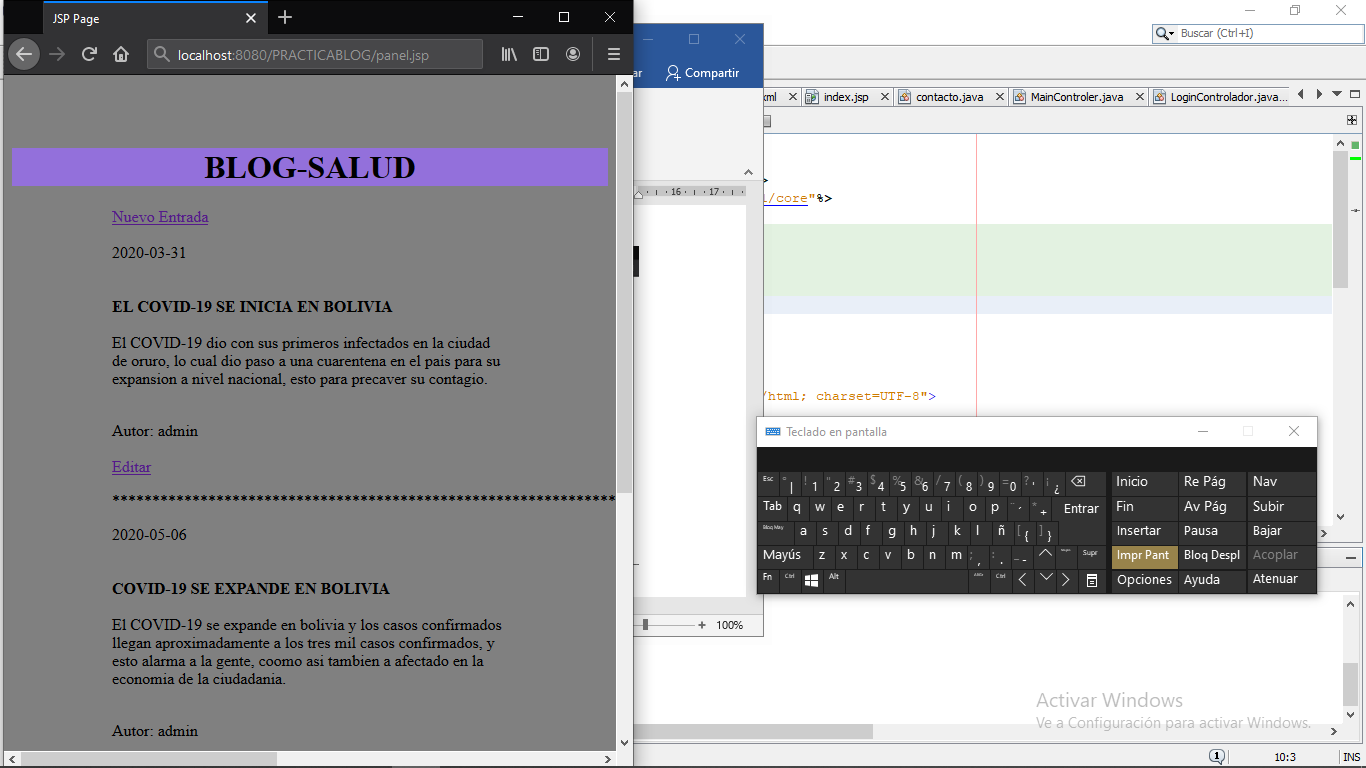 JSP Page
localhost:8080/PRACTICABLOG/panel.jsp
BLOG-SALUD
Nuevo Entrada
2020-03-31
EL COVID-19 SE INICIA EN BOLIVIA
El COVID-19 dio con sus primeros infectados en la ciudad
de oruro, lo cual dio paso a una cuarentena en el pais para su
expansion a nivel nacional, esto para precaver su contagio.
Autor: admin
Editar
***************************************************************
2020-05-06
COVID-19 SE EXPANDE EN BOLIVIA
El COVID-19 se expande en bolivia y los casos confirmados
llegan aproximadamente a los tres mil casos confirmados, y
esto alarma a la gente, coomo asi tambien a afectado en la
economia de la ciudadania.
Autor: admin
ar Compartir
16 17
100%
Buscar (Ctrl+I)
xml index.jsp contacto.java MainControler.java LoginControlador.java...
>
l/core"%>
/html; charset=UTF-8">
Teclado en pantalla
Esc ° | ! 1 " 2 # 3 $ 4 % 5 & 6 / 7 ( 8 ) 9 = 0 ? ' ¡ ¿ Inicio Re Pág Nav
Tab q w e r t y u i o p ¨ ´ * + Entrar Fin Av Pág Subir
Bloq May a s d f g h j k l ñ [ { ] } Insertar Pausa Bajar
Mayús z x c v b n m ; , : . _ - Supr Impr Pant Bloq Despl Acoplar
Fn Ctrl Alt Ctrl Opciones Ayuda Atenuar
Activar Windows
Ve a Configuración para activar Windows.
1 10:3 INS